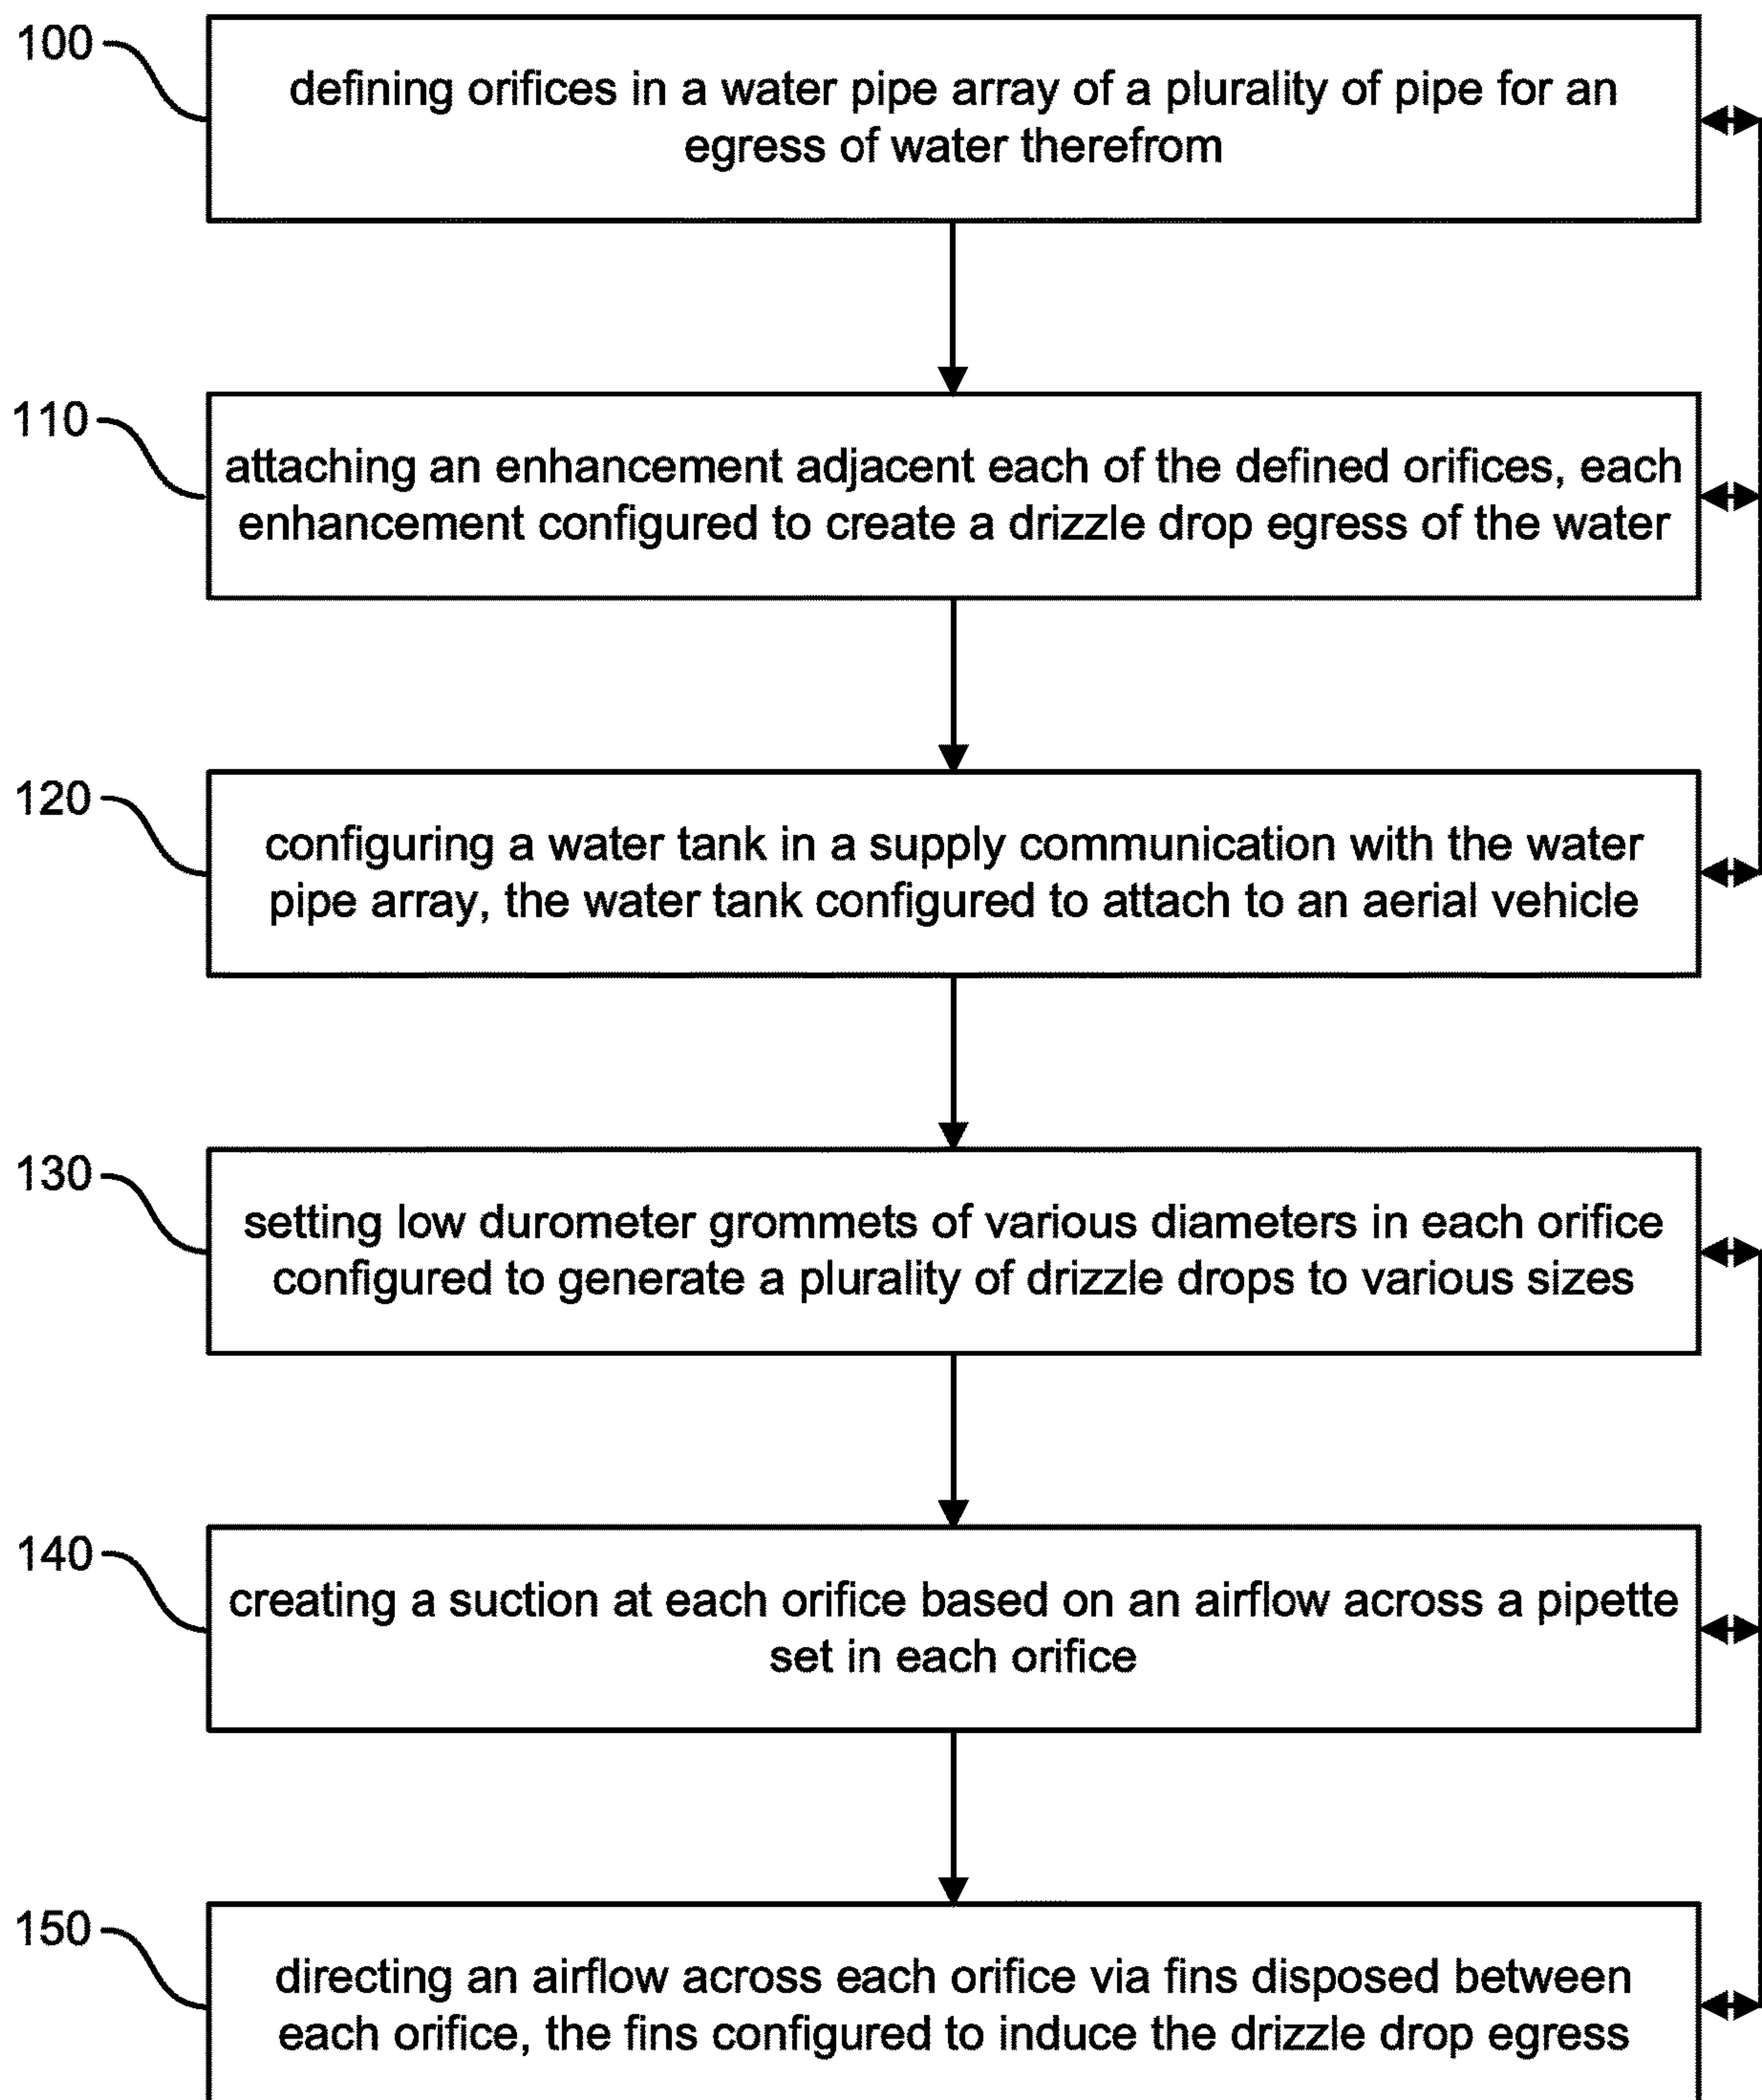 100
defining orifices in a water pipe array of a plurality of pipe for an
egress of water therefrom
110
attaching an enhancement adjacent each of the defined orifices, each
enhancement configured to create a drizzle drop egress of the water
120
configuring a water tank in a supply communication with the water
pipe array, the water tank configured to attach to an aerial vehicle
130
setting low durometer grommets of various diameters in each orifice
configured to generate a plurality of drizzle drops to various sizes
140
creating a suction at each orifice based on an airflow across a pipette
set in each orifice
150
directing an airflow across each orifice via fins disposed between
each orifice, the fins configured to induce the drizzle drop egress